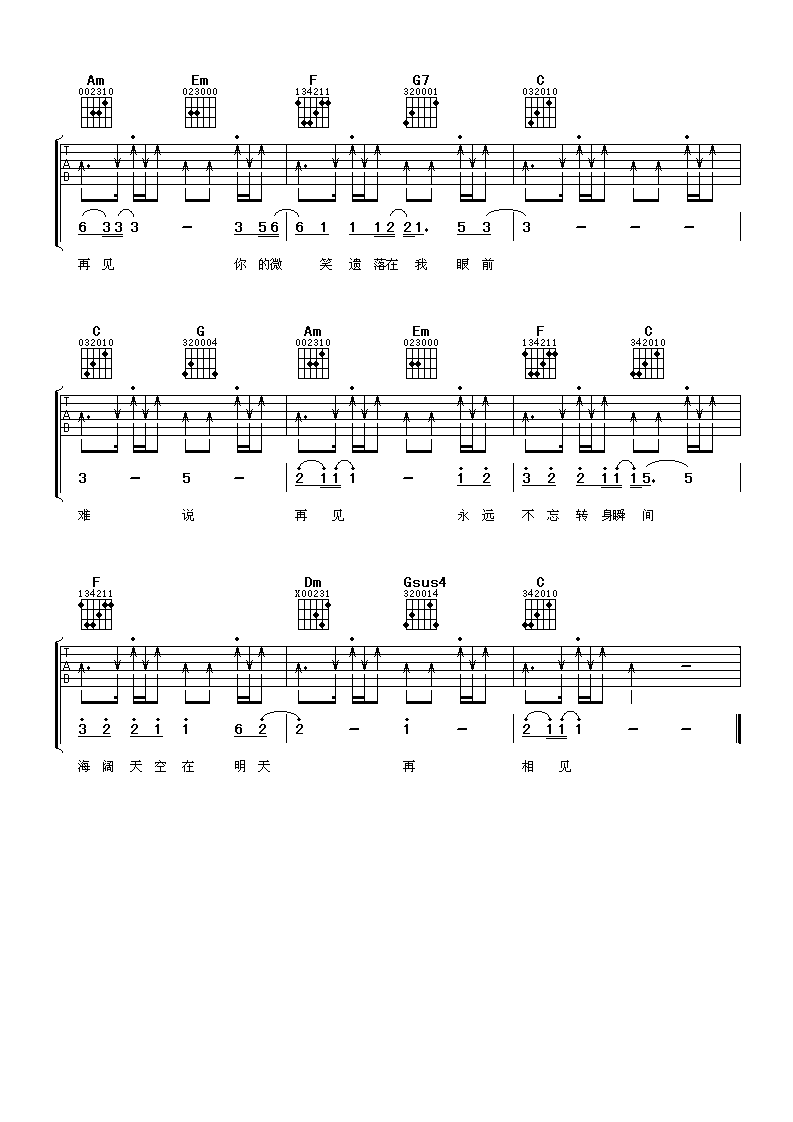 Am Em F G7 C
002310 023000 134211 320001 032010
T
A
B
6 3 3 3 - 3 5 6 6 1 1 1 2 2 1. 5 3 3 - - -
再 见 你 的微 笑 遗 落在 我 眼 前
C G Am Em F C
032010 320004 002310 023000 134211 342010
T
A
B
3 - 5 - 2 1 1 1 - 1 2 3 2 2 1 1 1 5. 5
难 说 再 见 永 远 不 忘 转 身瞬 间
F Dm Gsus4 C
134211 X00231 320014 342010
T
A
B
3 2 2 1 1 6 2 2 - 1 - 2 1 1 1 - -
海 阔 天 空 在 明 天 再 相 见